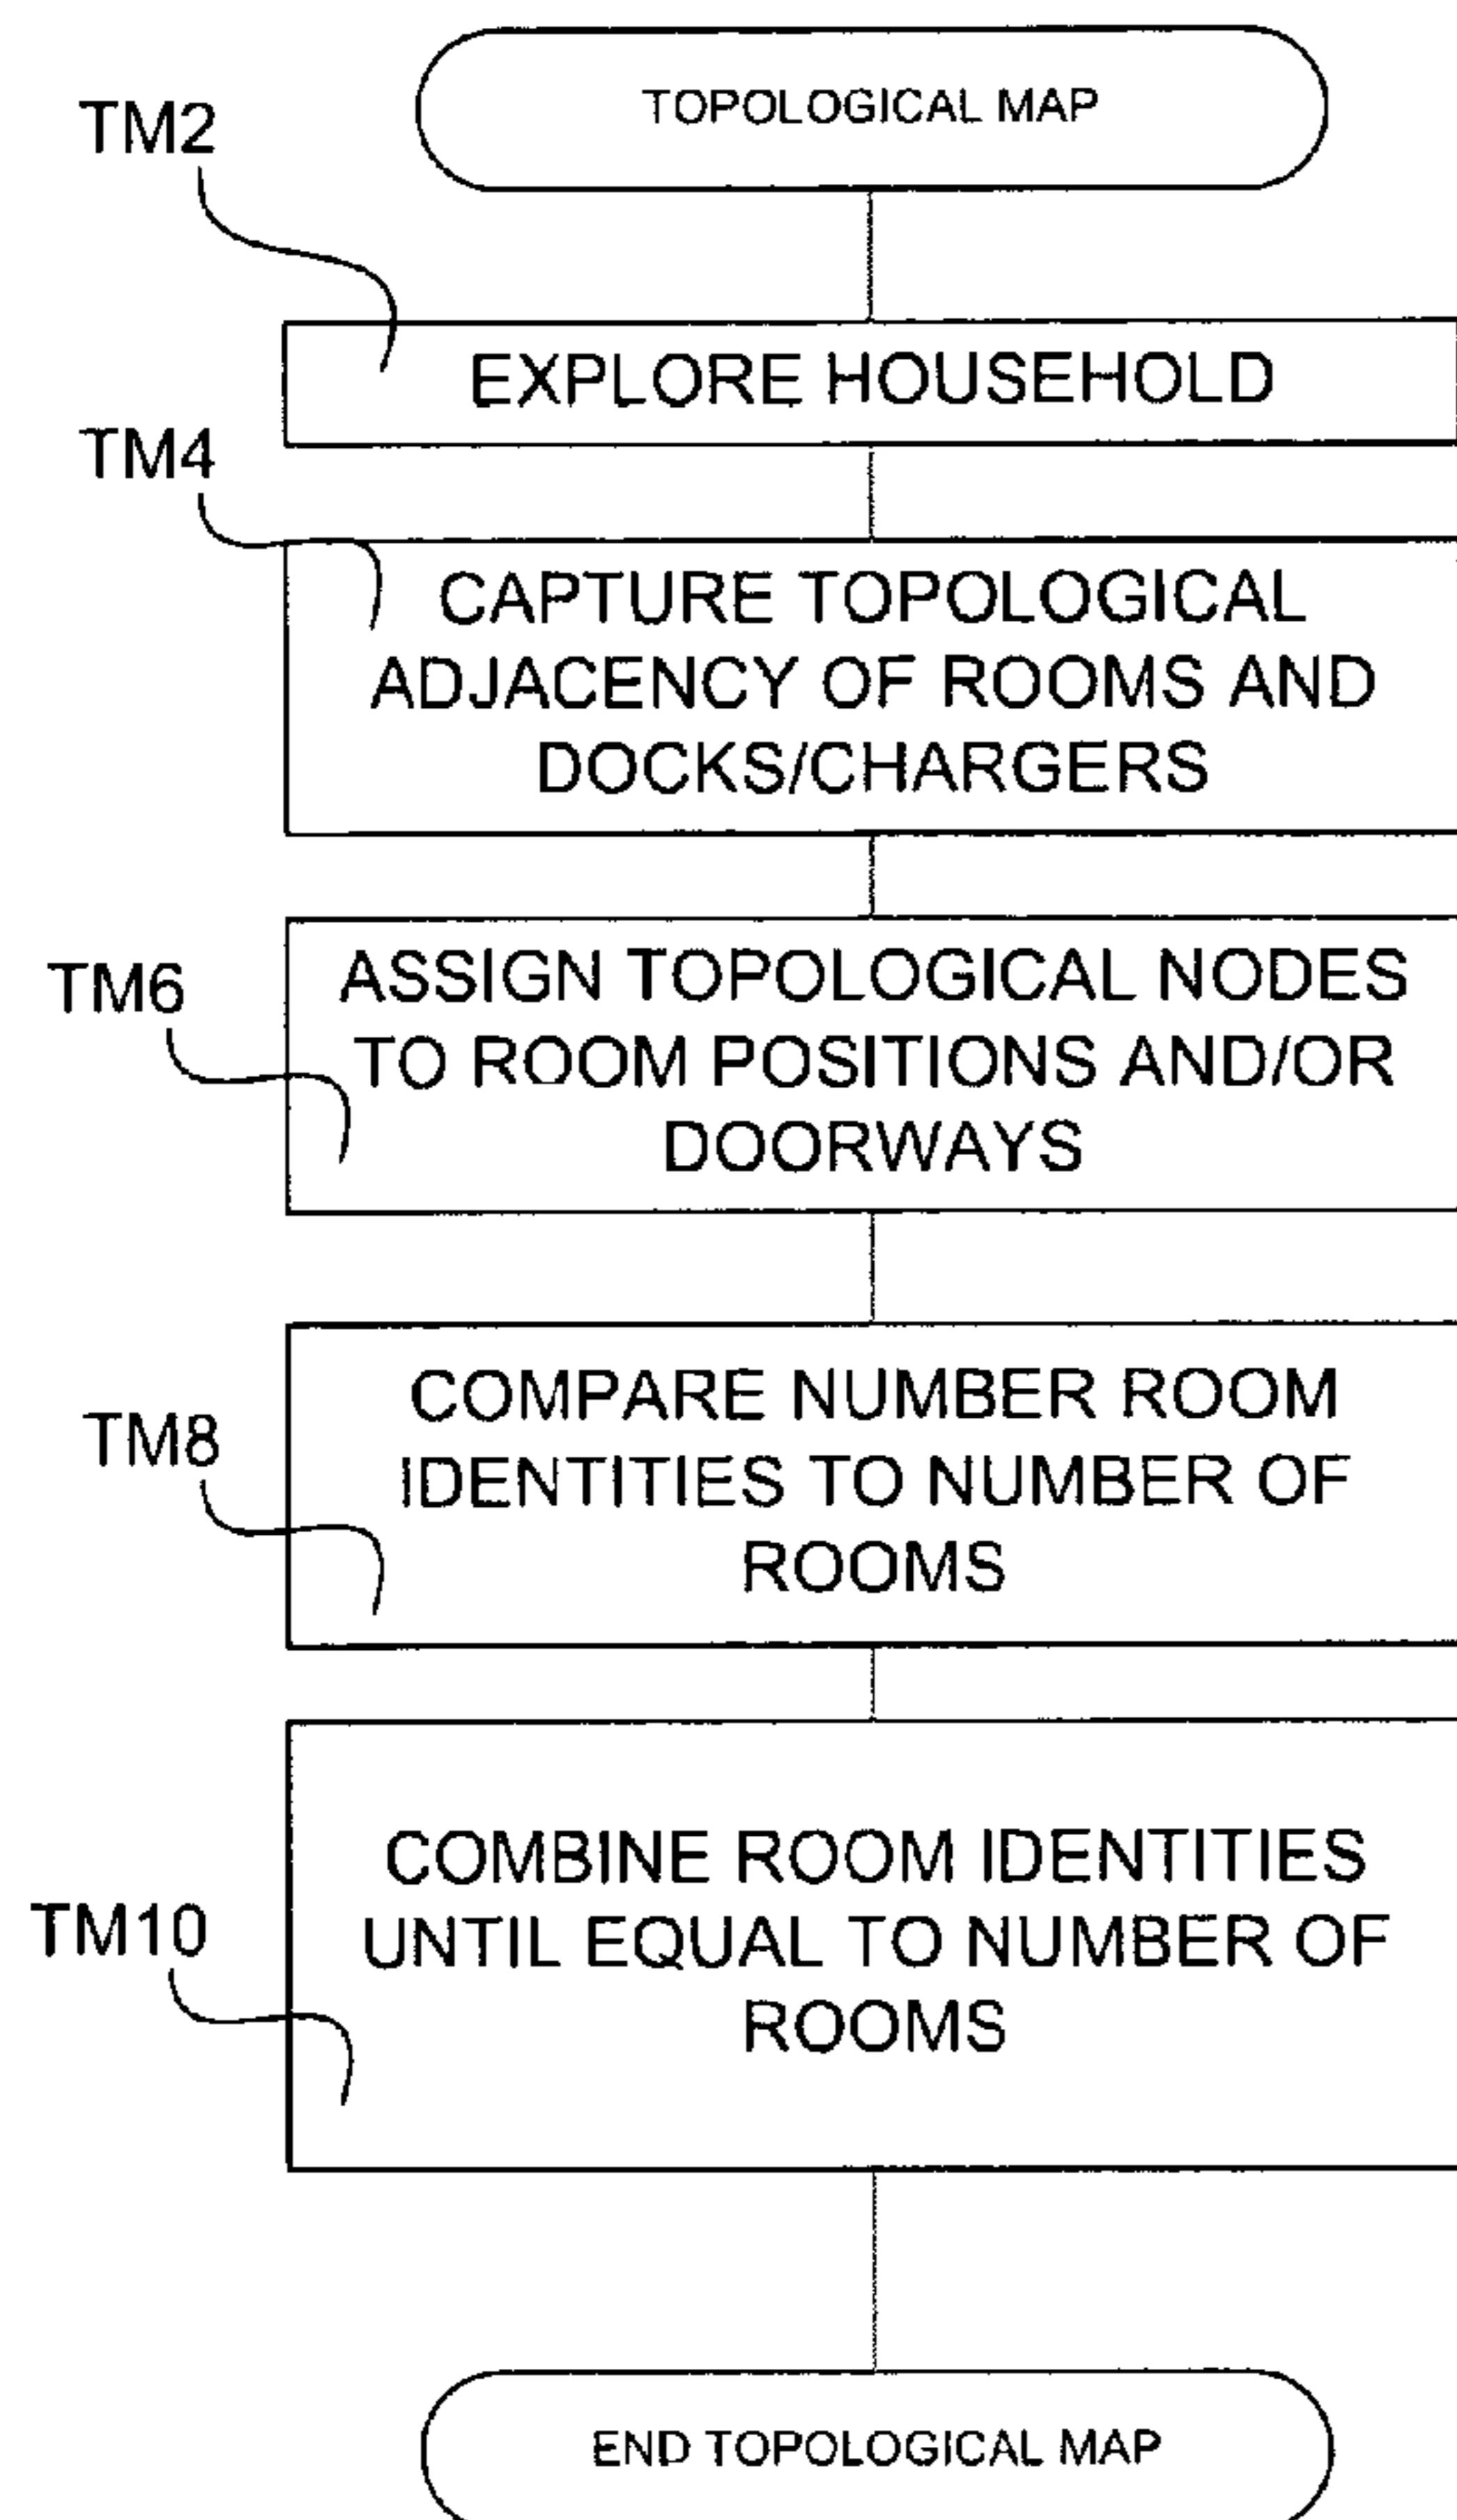 TOPOLOGICAL MAP
TM2
EXPLORE HOUSEHOLD
TM4
CAPTURE TOPOLOGICAL
ADJACENCY OF ROOMS AND
DOCKS/CHARGERS
TM6
ASSIGN TOPOLOGICAL NODES
TO ROOM POSITIONS AND/OR
DOORWAYS
TM8
COMPARE NUMBER ROOM
IDENTITIES TO NUMBER OF
ROOMS
TM10
COMBINE ROOM IDENTITIES
UNTIL EQUAL TO NUMBER OF
ROOMS
END TOPOLOGICAL MAP